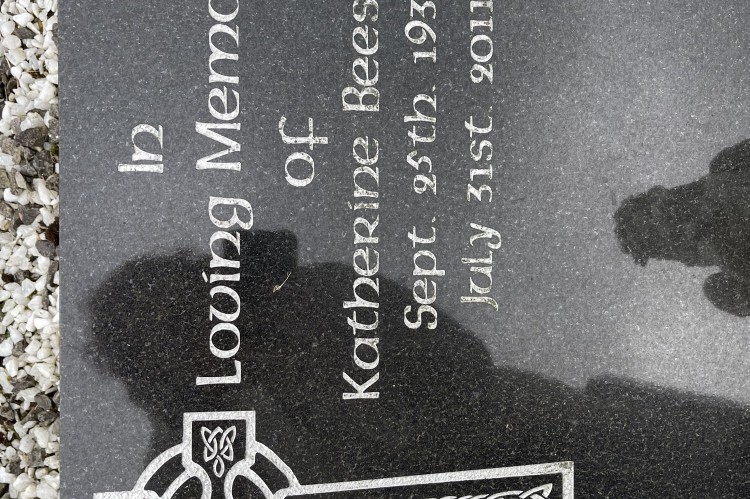 In
Loving Memo
of
Katherine Bees
Sept. 25th. 193
July 31st. 2011